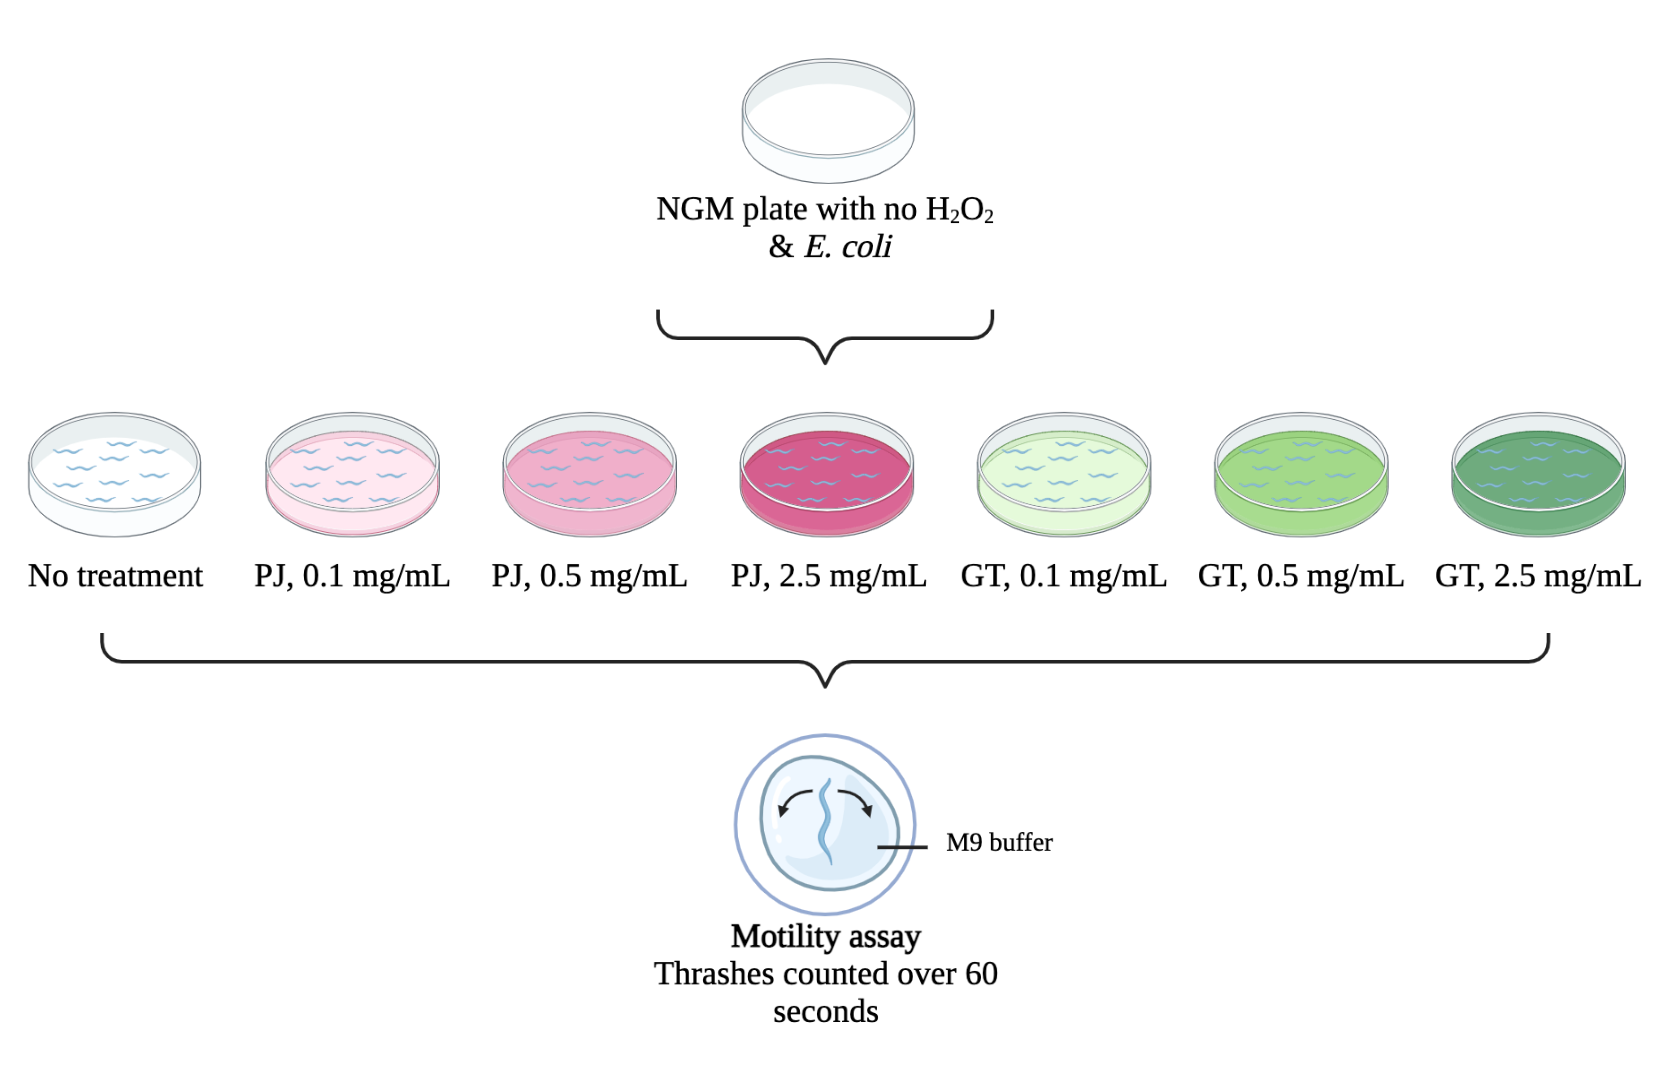 NGM plate with no H₂O₂
& E. coli
No treatment
PJ, 0.1 mg/mL
PJ, 0.5 mg/mL
PJ, 2.5 mg/mL
GT, 0.1 mg/mL
GT, 0.5 mg/mL
GT, 2.5 mg/mL
M9 buffer
Motility assay
Thrashes counted over 60
seconds